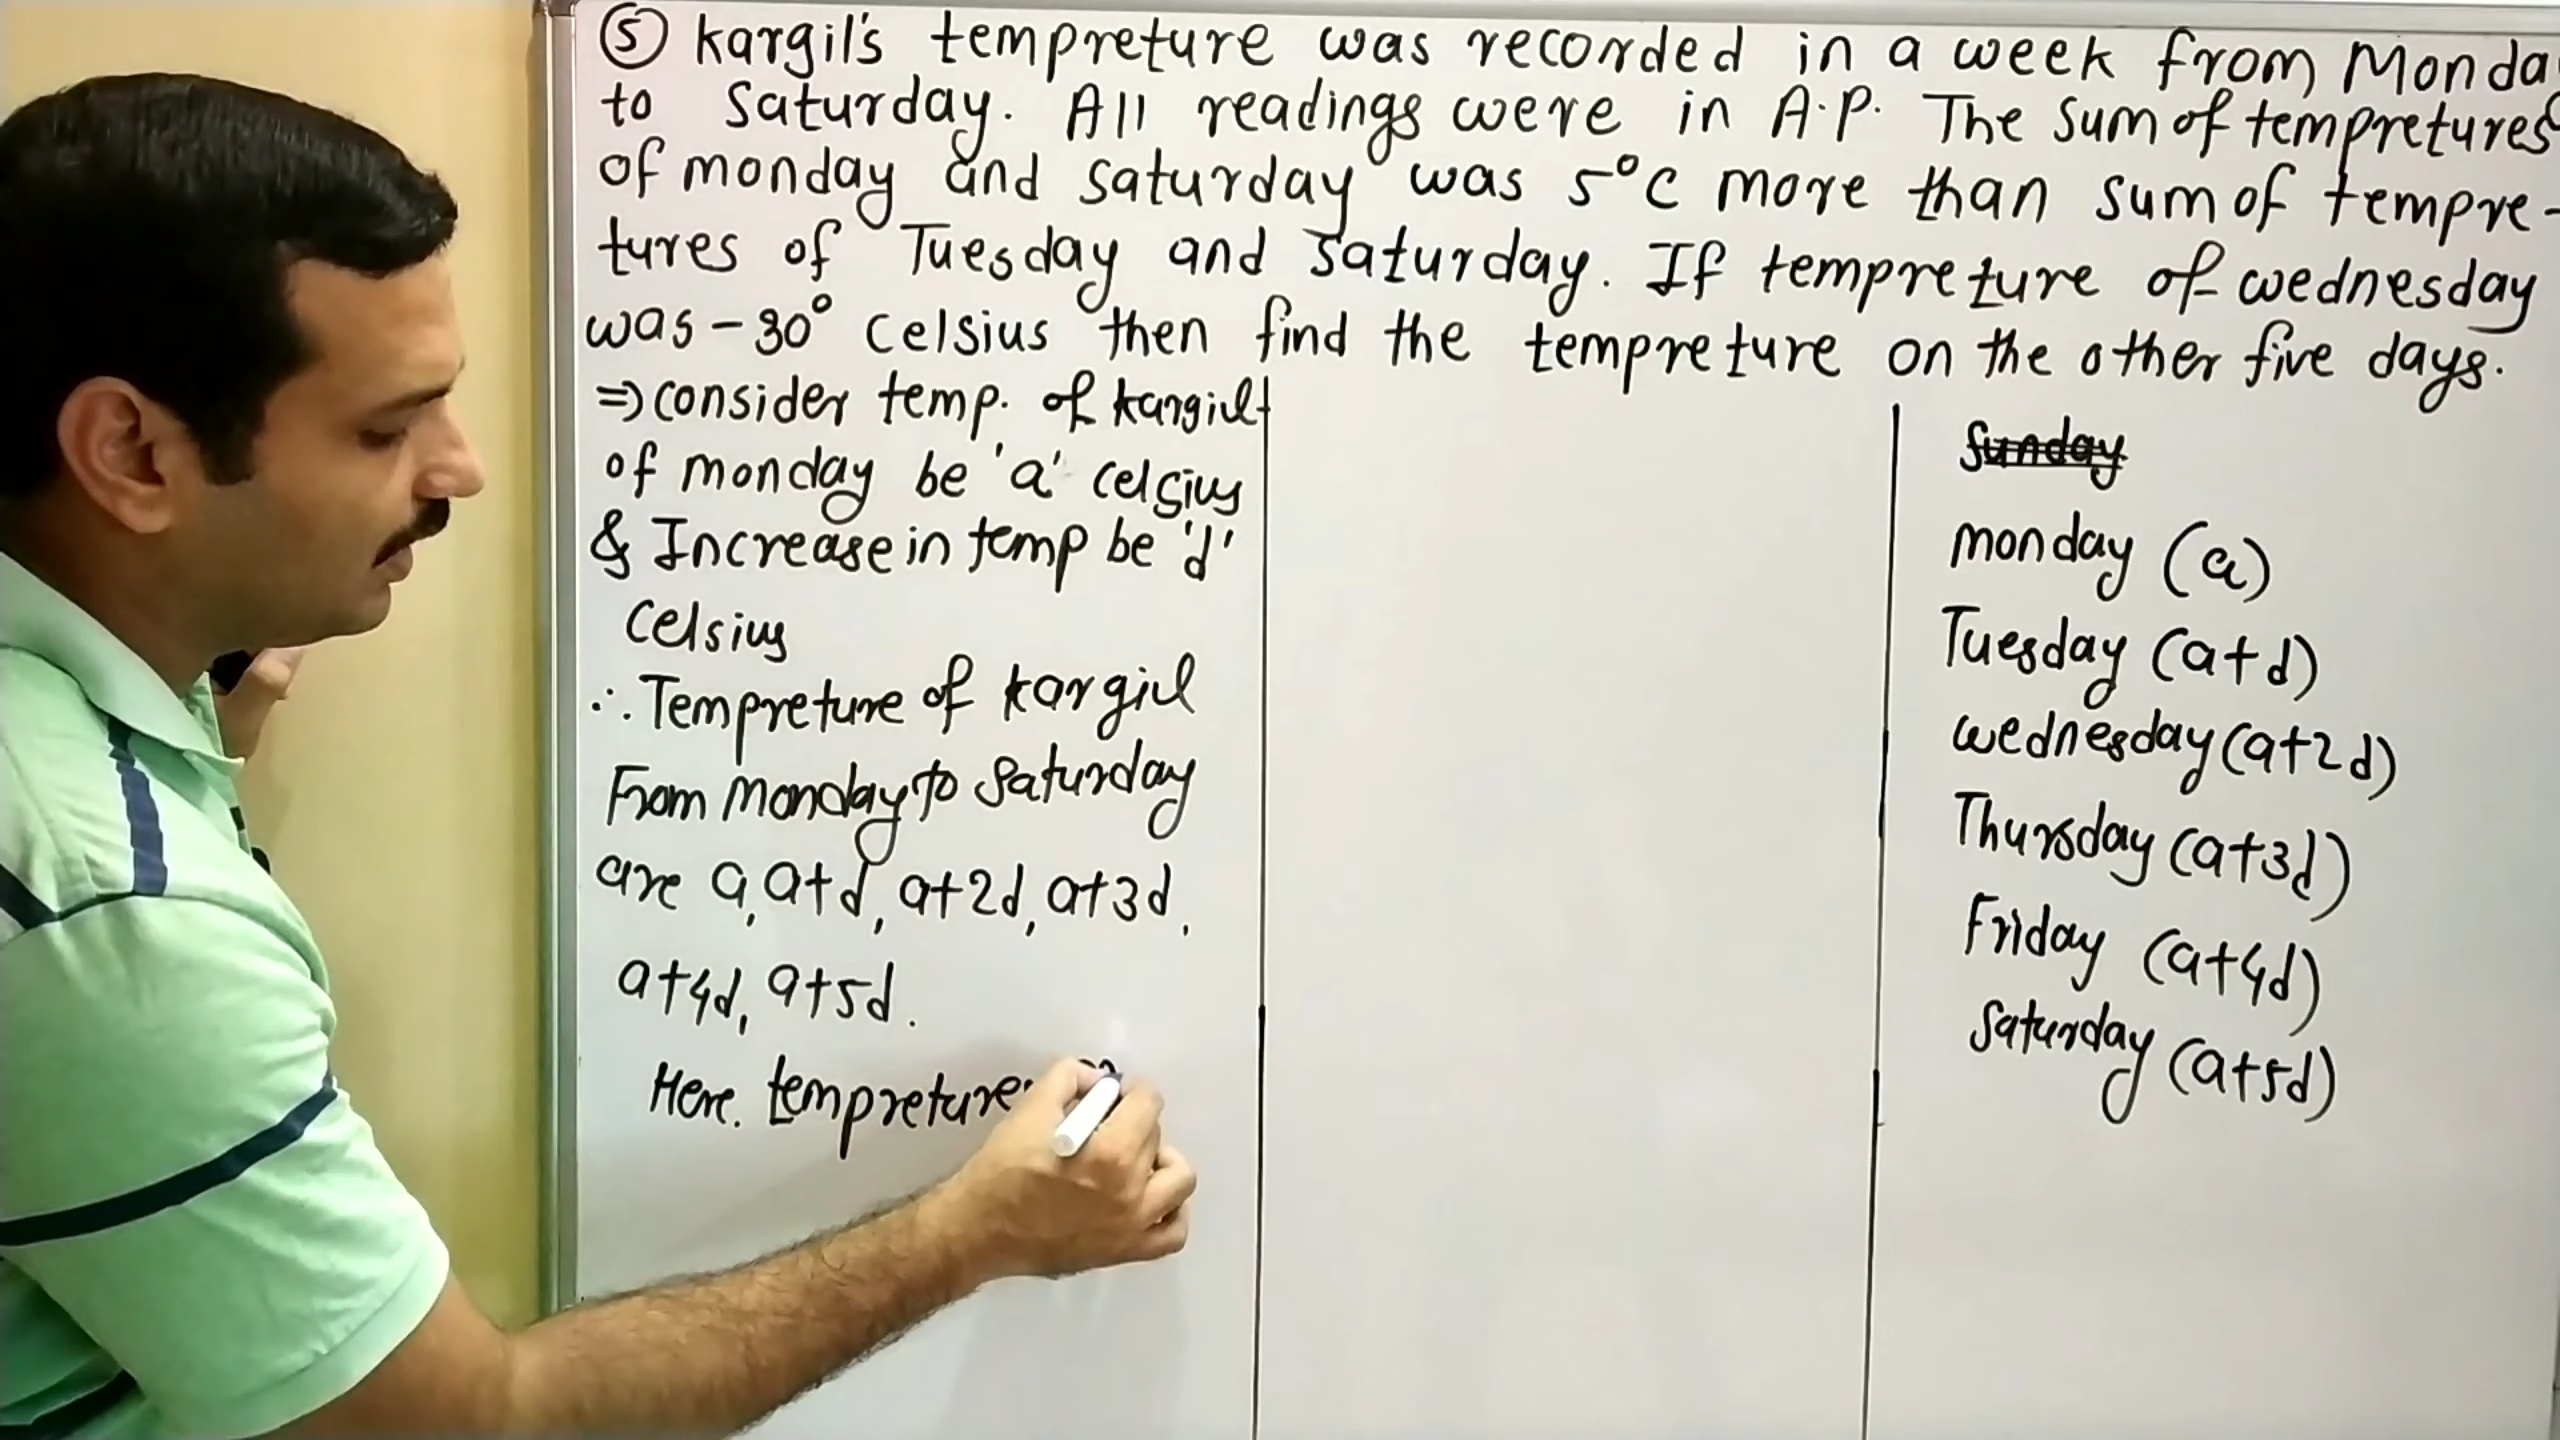 ⑤ Kargil's tempreture was recorded in a week from Monda
to Saturday. All readings were in A.P. The sum of tempretures
of monday and saturday was 5°C more than sum of tempre-
tures of Tuesday and Saturday. If tempreture of wednesday
was -30° Celsius then find the tempreture on the other five days.
⇒ consider temp. of kargil
of monday be 'a' celsius
& Increase in temp be 'd'
Celsius
∴ Tempreture of kargil
From Monday to Saturday
are a, a+d, a+2d, a+3d,
a+4d, a+5d.
Here. tempreture
Sunday
monday (a)
Tuesday (a+d)
wednesday (a+2d)
Thursday (a+3d)
Friday (a+4d)
Saturday (a+5d)